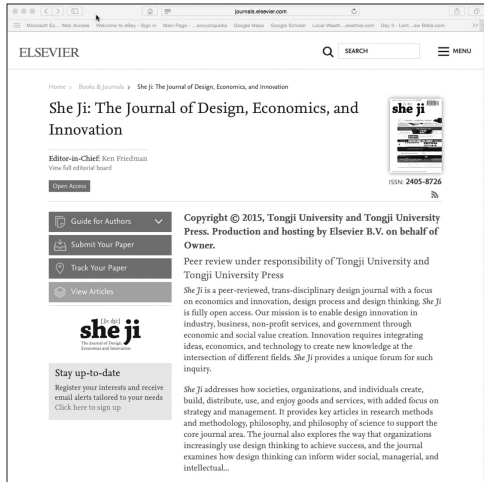 journals.elsevier.com
Microsoft Ex... Web Access Welcome to eBay Sign in Main Page - ...encyclopedia Google Maps Google Scholar Local Weath...weather.com Day 3 - Lent...ew Bible.com
ELSEVIER
SEARCH
MENU
Home > Books & Journals > She Ji: The Journal of Design, Economics, and Innovation
She Ji: The Journal of Design, Economics, and
Innovation
Editor-in-Chief: Ken Friedman
View full editorial board
Open Access
she ji
ISSN: 2405-8726
Guide for Authors
Submit Your Paper
Track Your Paper
View Articles
she ji
The Journal of Design,
Economics and Innovation
Stay up-to-date
Register your interests and receive
email alerts tailored to your needs
Click here to sign up
Copyright © 2015, Tongji University and Tongji University
Press. Production and hosting by Elsevier B.V. on behalf of
Owner.
Peer review under responsibility of Tongji University and
Tongji University Press
She Ji is a peer-reviewed, trans-disciplinary design journal with a focus
on economics and innovation, design process and design thinking. She Ji
is fully open access. Our mission is to enable design innovation in
industry, business, non-profit services, and government through
economic and social value creation. Innovation requires integrating
ideas, economics, and technology to create new knowledge at the
intersection of different fields. She Ji provides a unique forum for such
inquiry.
She Ji addresses how societies, organizations, and individuals create,
build, distribute, use, and enjoy goods and services, with added focus on
strategy and management. It provides key articles in research methods
and methodology, philosophy, and philosophy of science to support the
core journal area. The journal also explores the way that organizations
increasingly use design thinking to achieve success, and the journal
examines how design thinking can inform wider social, managerial, and
intellectual...